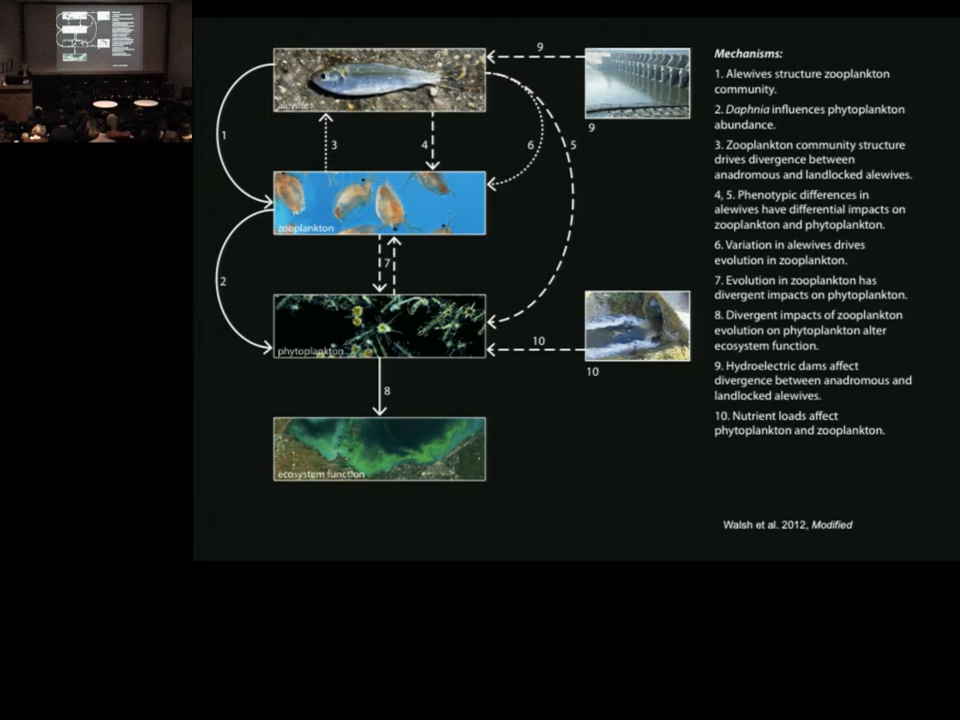 9
Mechanisms:
1. Alewives structure zooplankton
community.
2. Daphnia influences phytoplankton
abundance.
3. Zooplankton community structure
drives divergence between
anadromous and landlocked alewives.
4, 5. Phenotypic differences in
alewives have differential impacts on
zooplankton and phytoplankton.
6. Variation in alewives drives
evolution in zooplankton.
7. Evolution in zooplankton has
divergent impacts on phytoplankton.
8. Divergent impacts of zooplankton
evolution on phytoplankton alter
ecosystem function.
9. Hydroelectric dams affect
divergence between anadromous and
landlocked alewives.
10. Nutrient loads affect
phytoplankton and zooplankton.
Walsh et al. 2012, Modified
alewife
9
1
3
4
6
5
zooplankton
7
2
phytoplankton
10
10
8
ecosystem function